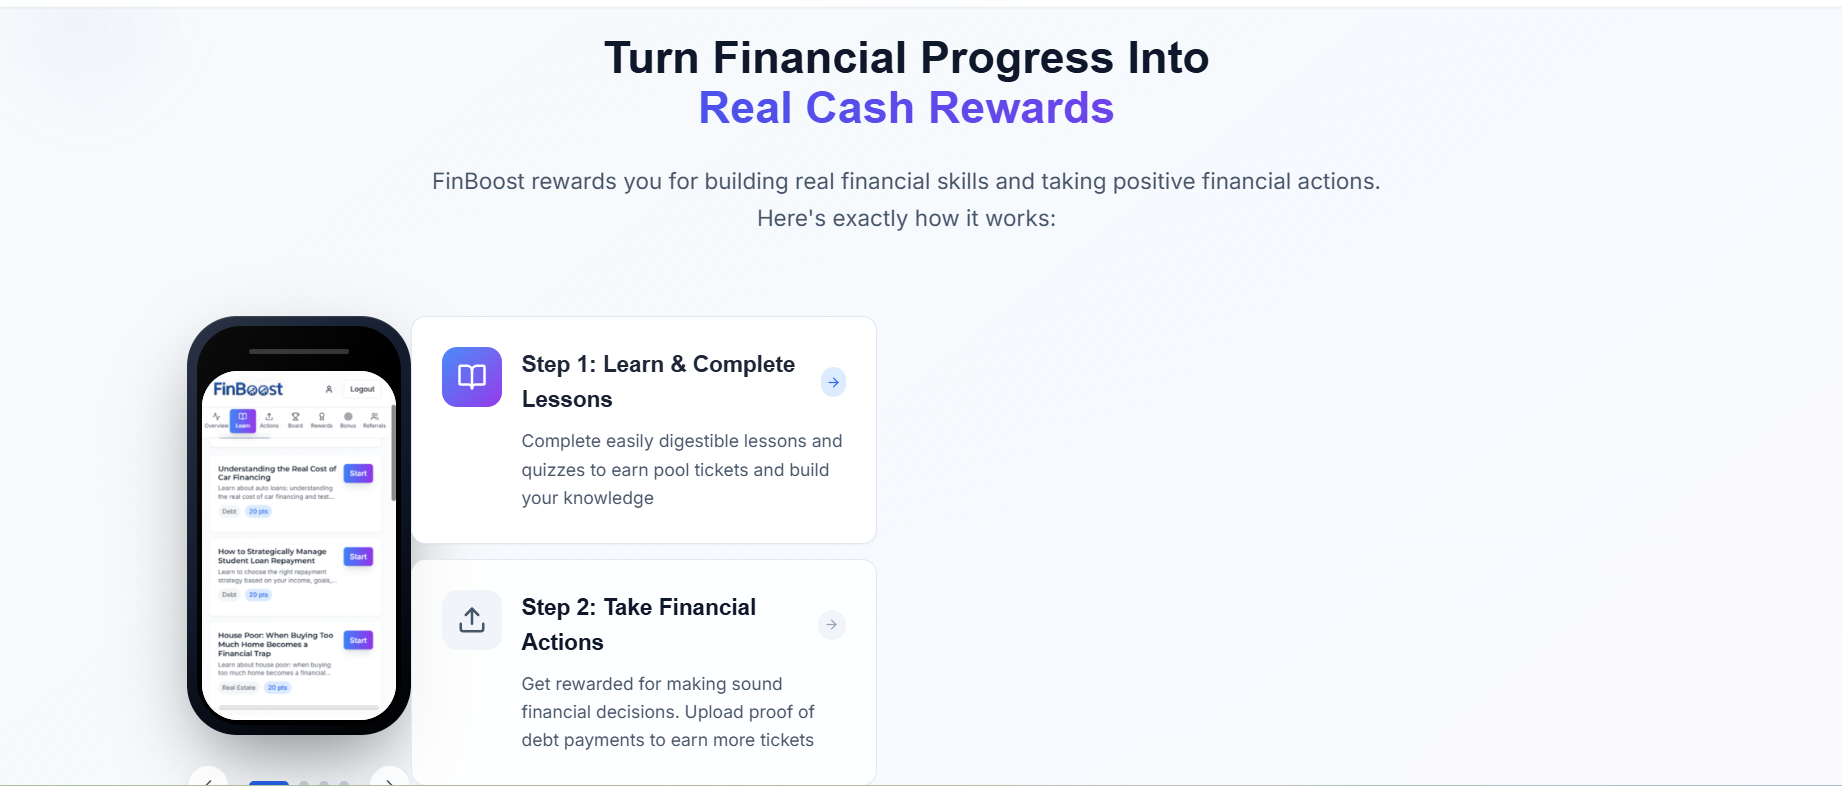 Turn Financial Progress Into
Real Cash Rewards
FinBoost rewards you for building real financial skills and taking positive financial actions.
Here's exactly how it works:
FinBoost
Logout
Overview
Learn
Actions
Board
Rewards
Bonus
Referrals
Understanding the Real Cost of
Car Financing
Start
Learn about auto loans: understanding
the real cost of car financing and test...
Debt
20 pts
How to Strategically Manage
Student Loan Repayment
Start
Learn to choose the right repayment
strategy based on your income, goals,...
Debt
20 pts
House Poor: When Buying Too
Much Home Becomes a
Financial Trap
Start
Learn about house poor: when buying
too much home becomes a financial...
Real Estate
20 pts
Step 1: Learn & Complete
Lessons
Complete easily digestible lessons and
quizzes to earn pool tickets and build
your knowledge
Step 2: Take Financial
Actions
Get rewarded for making sound
financial decisions. Upload proof of
debt payments to earn more tickets